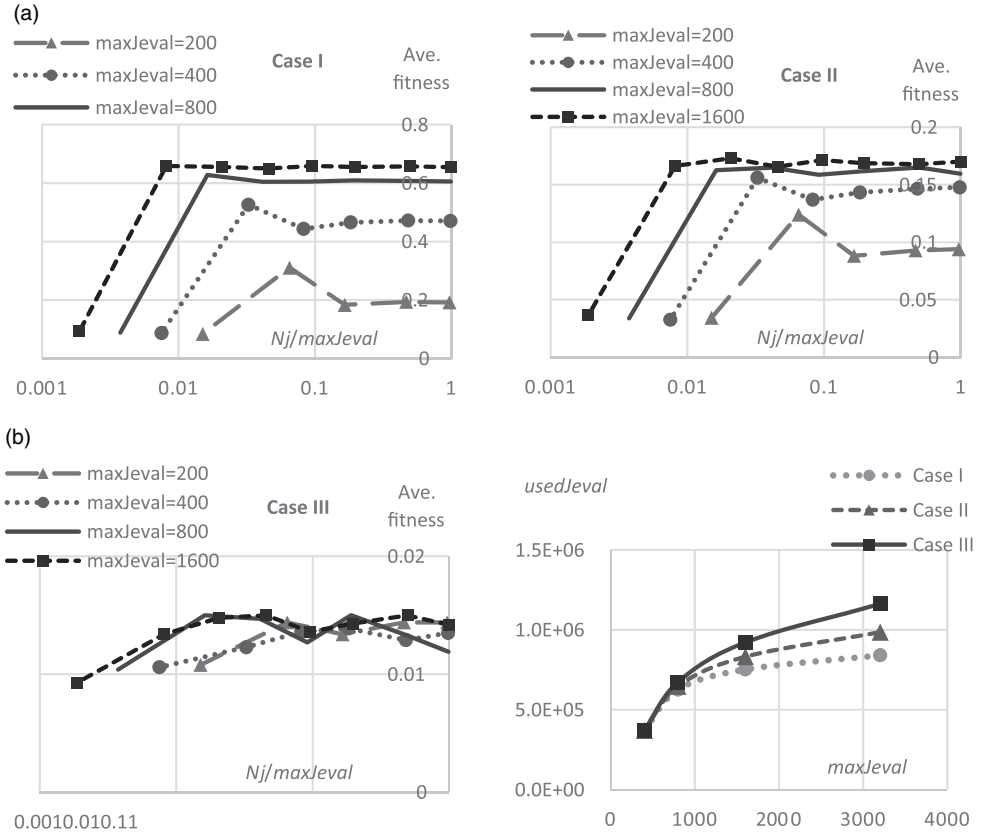 (a)
maxJeval=200
maxJeval=400
maxJeval=800
Case I
Ave.
fitness
0.8
0.6
0.4
0.2
0
Nj/maxJeval
0.001
0.01
0.1
1
maxJeval=200
maxJeval=400
maxJeval=800
maxJeval=1600
Case II
Ave.
fitness
0.2
0.15
0.1
0.05
0
Nj/maxJeval
0.001
0.01
0.1
1
(b)
maxJeval=200
maxJeval=400
maxJeval=800
maxJeval=1600
Case III
Ave.
fitness
0.02
0.01
0
Nj/maxJeval
0.0010.010.11
usedJeval
Case I
Case II
Case III
1.5E+06
1.0E+06
5.0E+05
0.0E+00
maxJeval
0
1000
2000
3000
4000